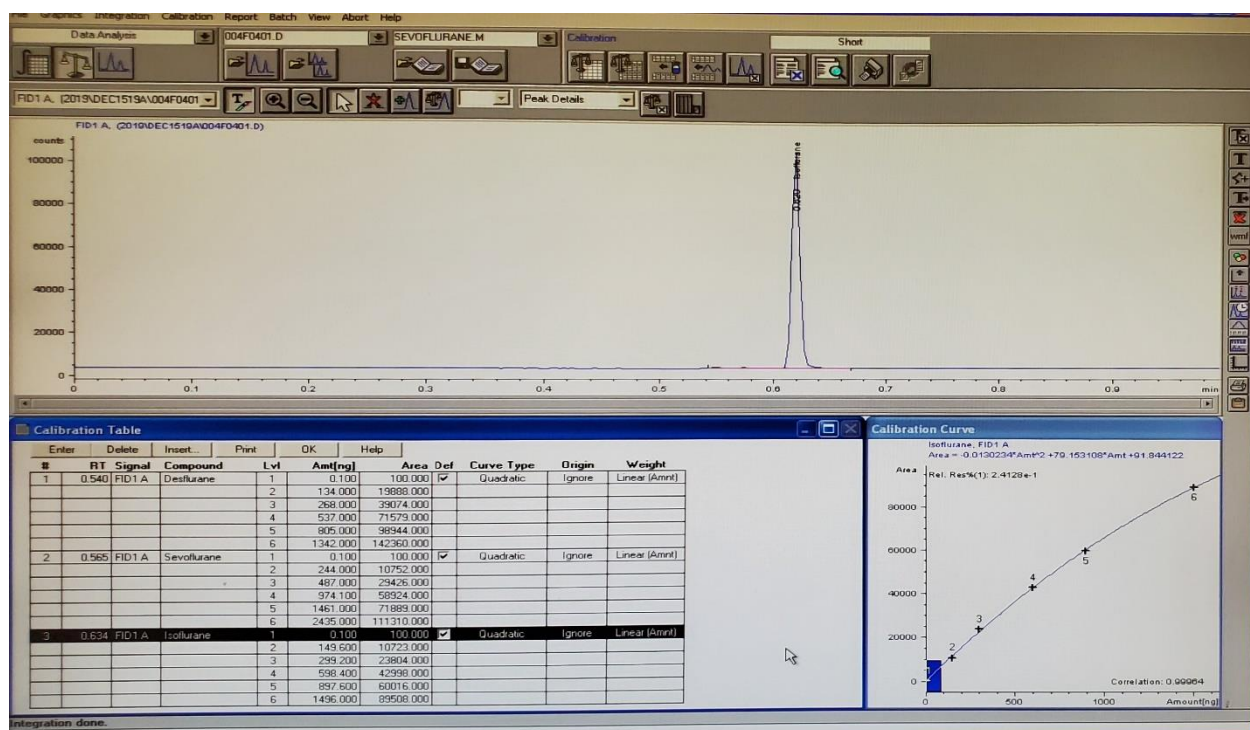 File Graphics Integration Calibration Report Batch View Abort Help
Data Analysis 004F0401.D SEVOFLURANE.M Calibration Short
FID1 A, (2019\DEC1519A\004F0401 Peak Details
FID1 A, (2019\DEC1519A\004F0401.D)
counts
100000
80000
60000
40000
20000
0
0.620 Isoflurane
0 0.1 0.2 0.3 0.4 0.5 0.6 0.7 0.8 0.9 min
Calibration Table
Enter Delete Insert... Print OK Help
# RT Signal Compound Lvl Amt[ng] Area Def Curve Type Origin Weight
1 0.540 FID1 A Desflurane 1 0.100 100.000 Quadratic Ignore Linear (Amnt)
2 134.000 19888.000
3 268.000 39074.000
4 537.000 71579.000
5 805.000 98944.000
6 1342.000 142360.000
2 0.565 FID1 A Sevoflurane 1 0.100 100.000 Quadratic Ignore Linear (Amnt)
2 244.000 10752.000
3 487.000 29426.000
4 974.100 58924.000
5 1461.000 71889.000
6 2435.000 111310.000
3 0.634 FID1 A Isoflurane 1 0.100 100.000 Quadratic Ignore Linear (Amnt)
2 149.600 10723.000
3 299.200 23804.000
4 598.400 42998.000
5 897.600 60016.000
6 1496.000 89508.000
Calibration Curve
Isoflurane, FID1 A
Area = -0.0130234*Amt^2 +79.153108*Amt +91.844122
Area
Rel. Res%(1): 2.4128e-1
80000
60000
40000
20000
0
2
3
4
5
6
Correlation: 0.99964
0 500 1000 Amount[ng]
Integration done.